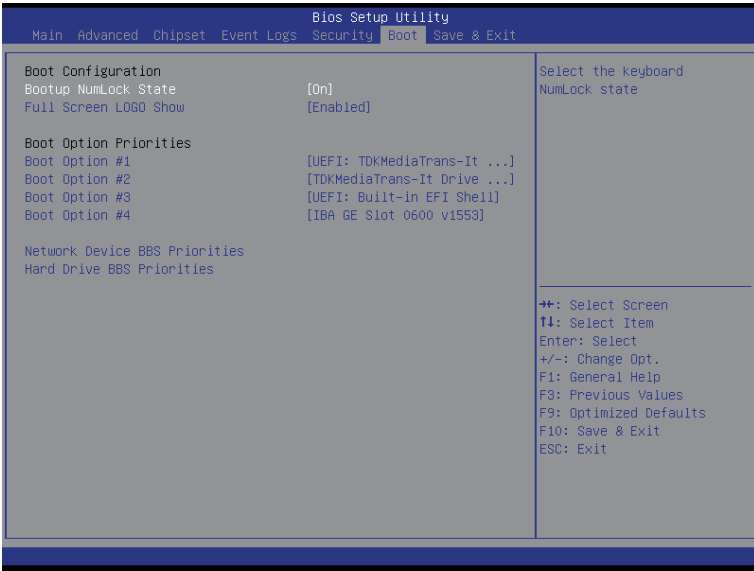 Bios Setup Utility
Main Advanced Chipset Event Logs Security Boot Save & Exit
Boot Configuration
Bootup NumLock State [On]
Full Screen LOGO Show [Enabled]
Boot Option Priorities
Boot Option #1 [UEFI: TDKMediaTrans-It ...]
Boot Option #2 [TDKMediaTrans-It Drive ...]
Boot Option #3 [UEFI: Built-in EFI Shell]
Boot Option #4 [IBA GE Slot 0600 v1553]
Network Device BBS Priorities
Hard Drive BBS Priorities
Select the keyboard
NumLock state
→←: Select Screen
↑↓: Select Item
Enter: Select
+/-: Change Opt.
F1: General Help
F3: Previous Values
F9: Optimized Defaults
F10: Save & Exit
ESC: Exit